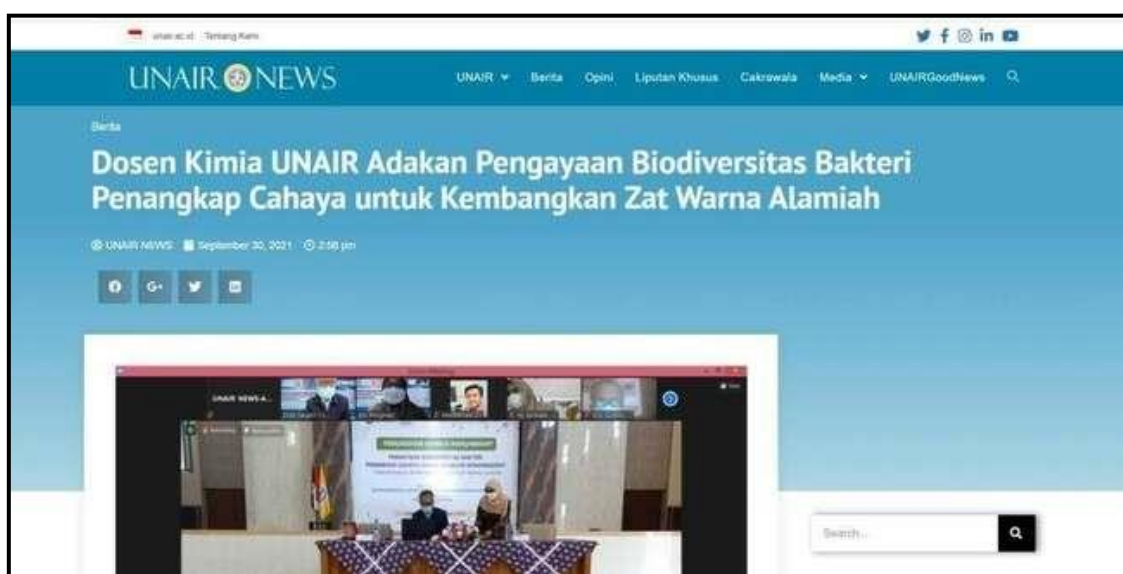 unair.ac.id Tentang Kami
UNAIR NEWS
UNAIR Berita Opini Liputan Khusus Cakrawala Media UNAIRGoodNews
Berita
Dosen Kimia UNAIR Adakan Pengayaan Biodiversitas Bakteri
Penangkap Cahaya untuk Kembangkan Zat Warna Alamiah
UNAIR NEWS September 30, 2021 2:56 pm
UNAIR NEWS-A...
Search...